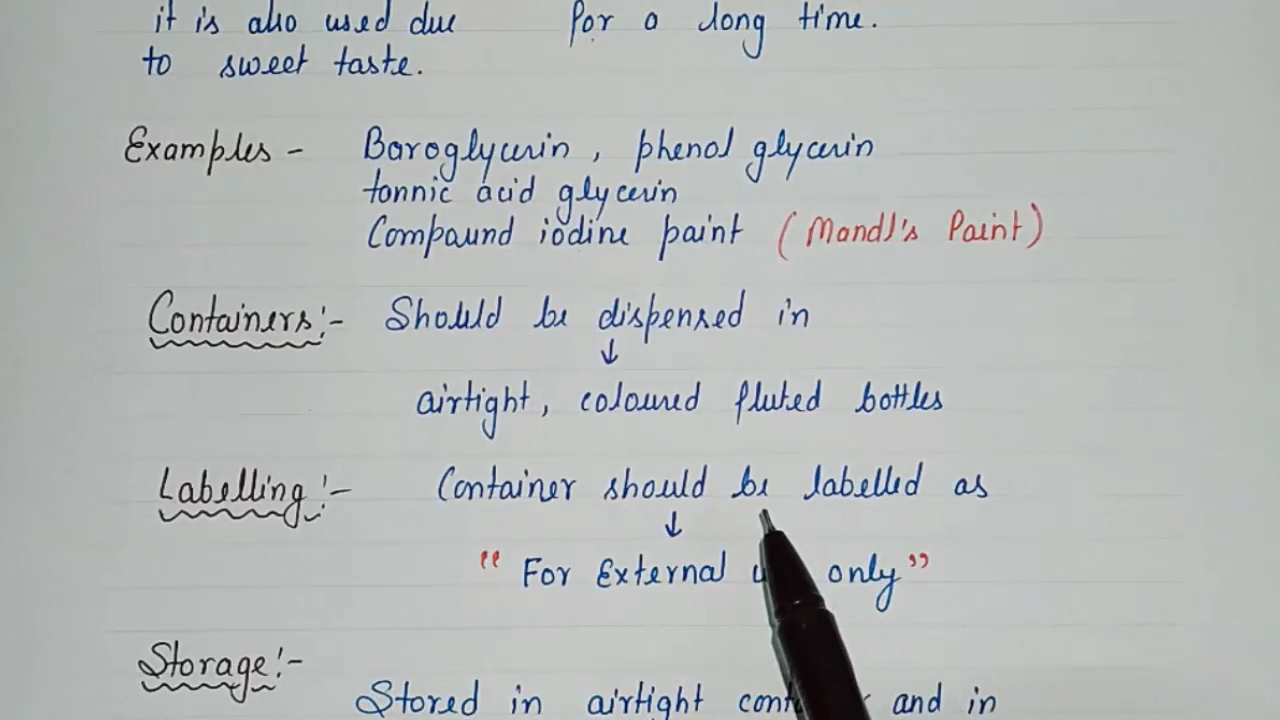 it is also used due for a long time.
to sweet taste.
Examples - Boroglycerin, phenol glycerin
tannic acid glycerin
Compound iodine paint (Mandl's Paint)
Containers:- Should be dispensed in
↓
airtight, coloured fluted bottles
Labelling:- Container should be labelled as
↓
"For External only"
Storage:-
Stored in airtight and in